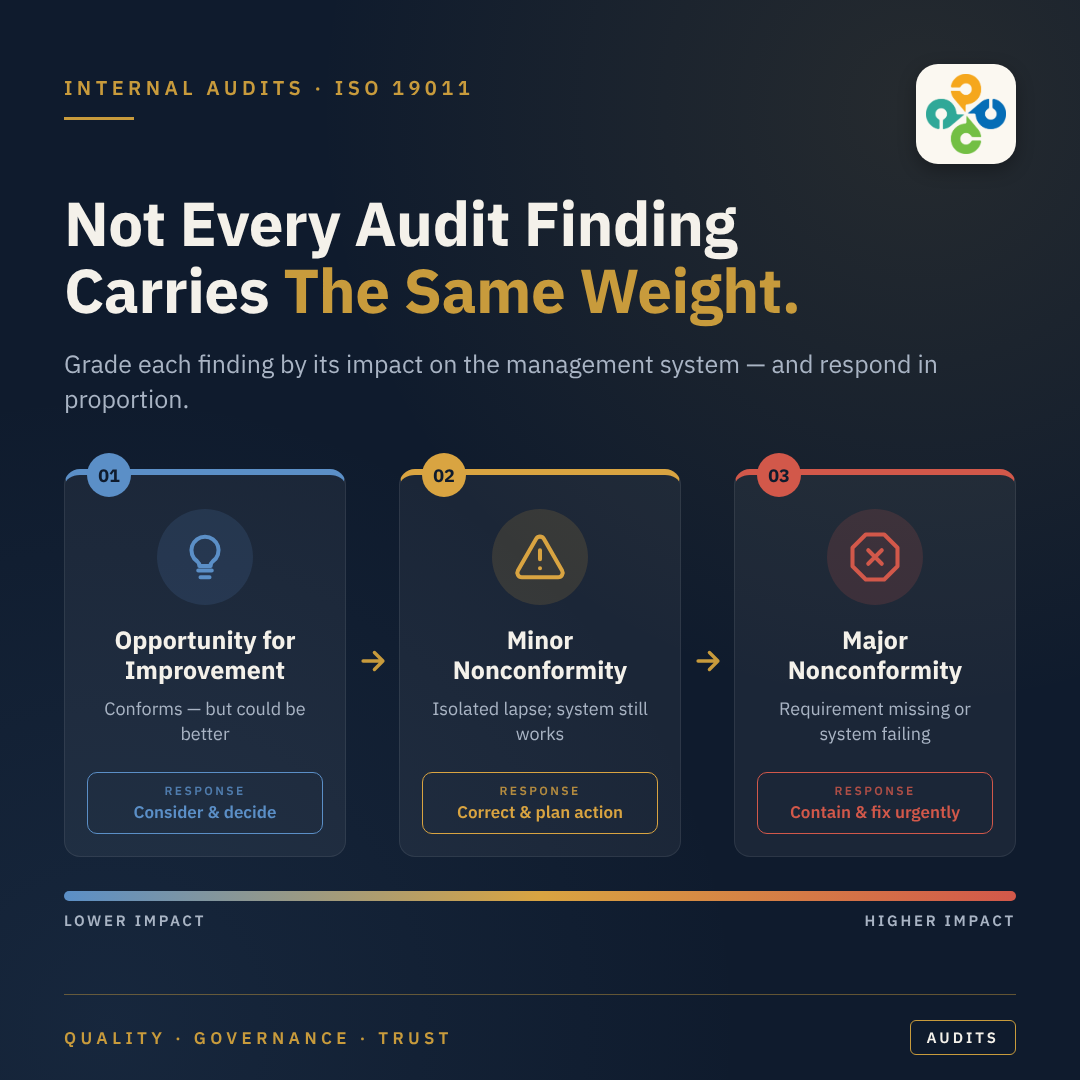 INTERNAL AUDITS · ISO 19011
Not Every Audit Finding
Carries The Same Weight.
Grade each finding by its impact on the management system — and respond in
proportion.
01
Opportunity for
Improvement
Conforms — but could be
better
RESPONSE
Consider & decide
02
Minor
Nonconformity
Isolated lapse; system still
works
RESPONSE
Correct & plan action
03
Major
Nonconformity
Requirement missing or
system failing
RESPONSE
Contain & fix urgently
LOWER IMPACT
HIGHER IMPACT
QUALITY · GOVERNANCE · TRUST
AUDITS